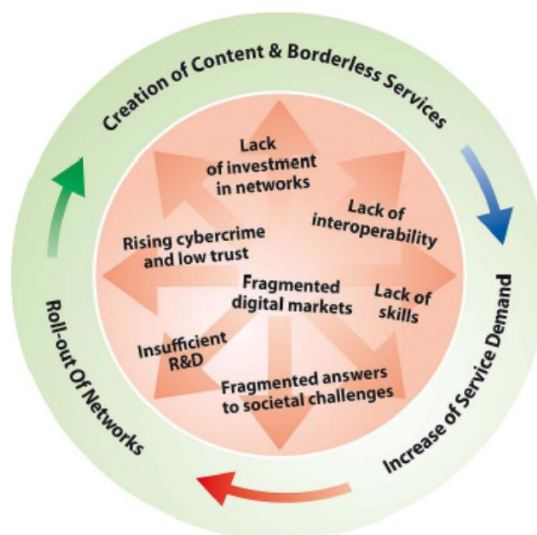 Creation of Content & Borderless Services
Lack
of investment
in networks
Lack of
interoperability
Rising cybercrime
and low trust
Fragmented
digital markets
Lack of
skills
Insufficient
R&D
Fragmented answers
to societal challenges
Increase of Service Demand
Roll-out Of Networks